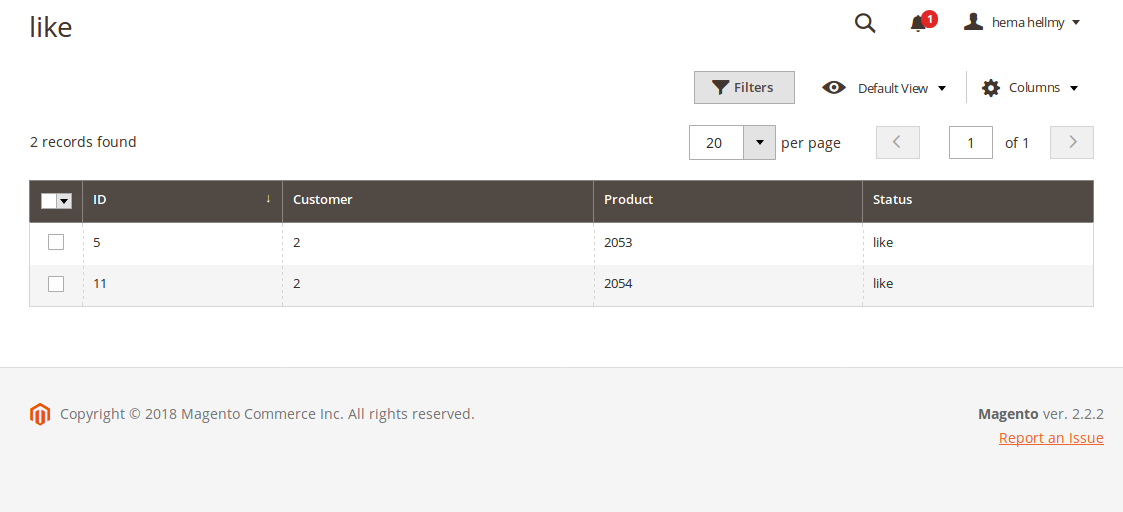 like
1
hema hellmy
Filters
Default View
Columns
2 records found
20
per page
1
of 1
ID ↓ Customer Product Status
5 2 2053 like
11 2 2054 like
Copyright © 2018 Magento Commerce Inc. All rights reserved.
Magento ver. 2.2.2
Report an Issue